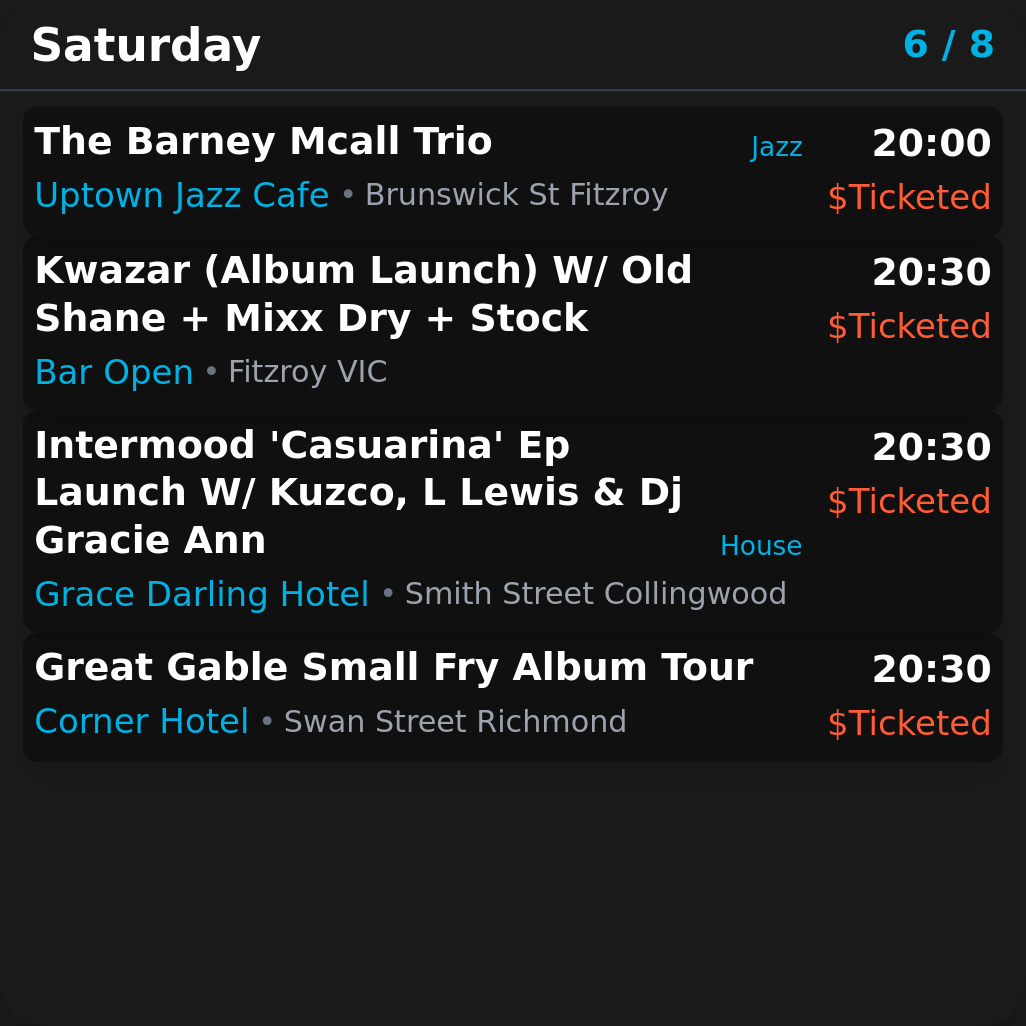 Saturday
6 / 8
The Barney Mcall Trio
Jazz
20:00
Uptown Jazz Cafe • Brunswick St Fitzroy
$Ticketed
Kwazar (Album Launch) W/ Old
Shane + Mixx Dry + Stock
20:30
$Ticketed
Bar Open • Fitzroy VIC
Intermood 'Casuarina' Ep
Launch W/ Kuzco, L Lewis & Dj
Gracie Ann
House
20:30
$Ticketed
Grace Darling Hotel • Smith Street Collingwood
Great Gable Small Fry Album Tour
20:30
Corner Hotel • Swan Street Richmond
$Ticketed